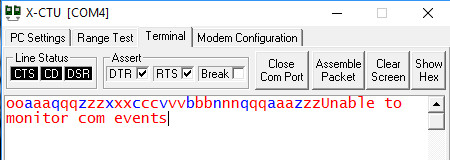 X-CTU [COM4]
PC Settings Range Test Terminal Modem Configuration
Line Status Assert
CTS CD DSR DTR RTS Break
Close Com Port
Assemble Packet
Clear Screen
Show Hex
ooaaaqqqzzzxxxcccvvvbbbnnnqqqaaazzzUnable to
monitor com events